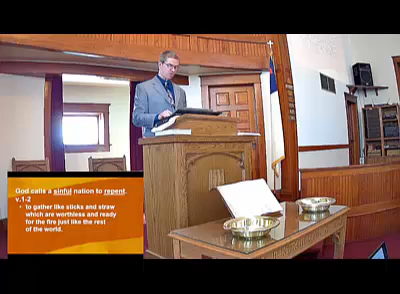 God calls a sinful nation to repent.
v.1-2
• to gather like sticks and straw
which are worthless and ready
for the fire just like the rest
of the world.